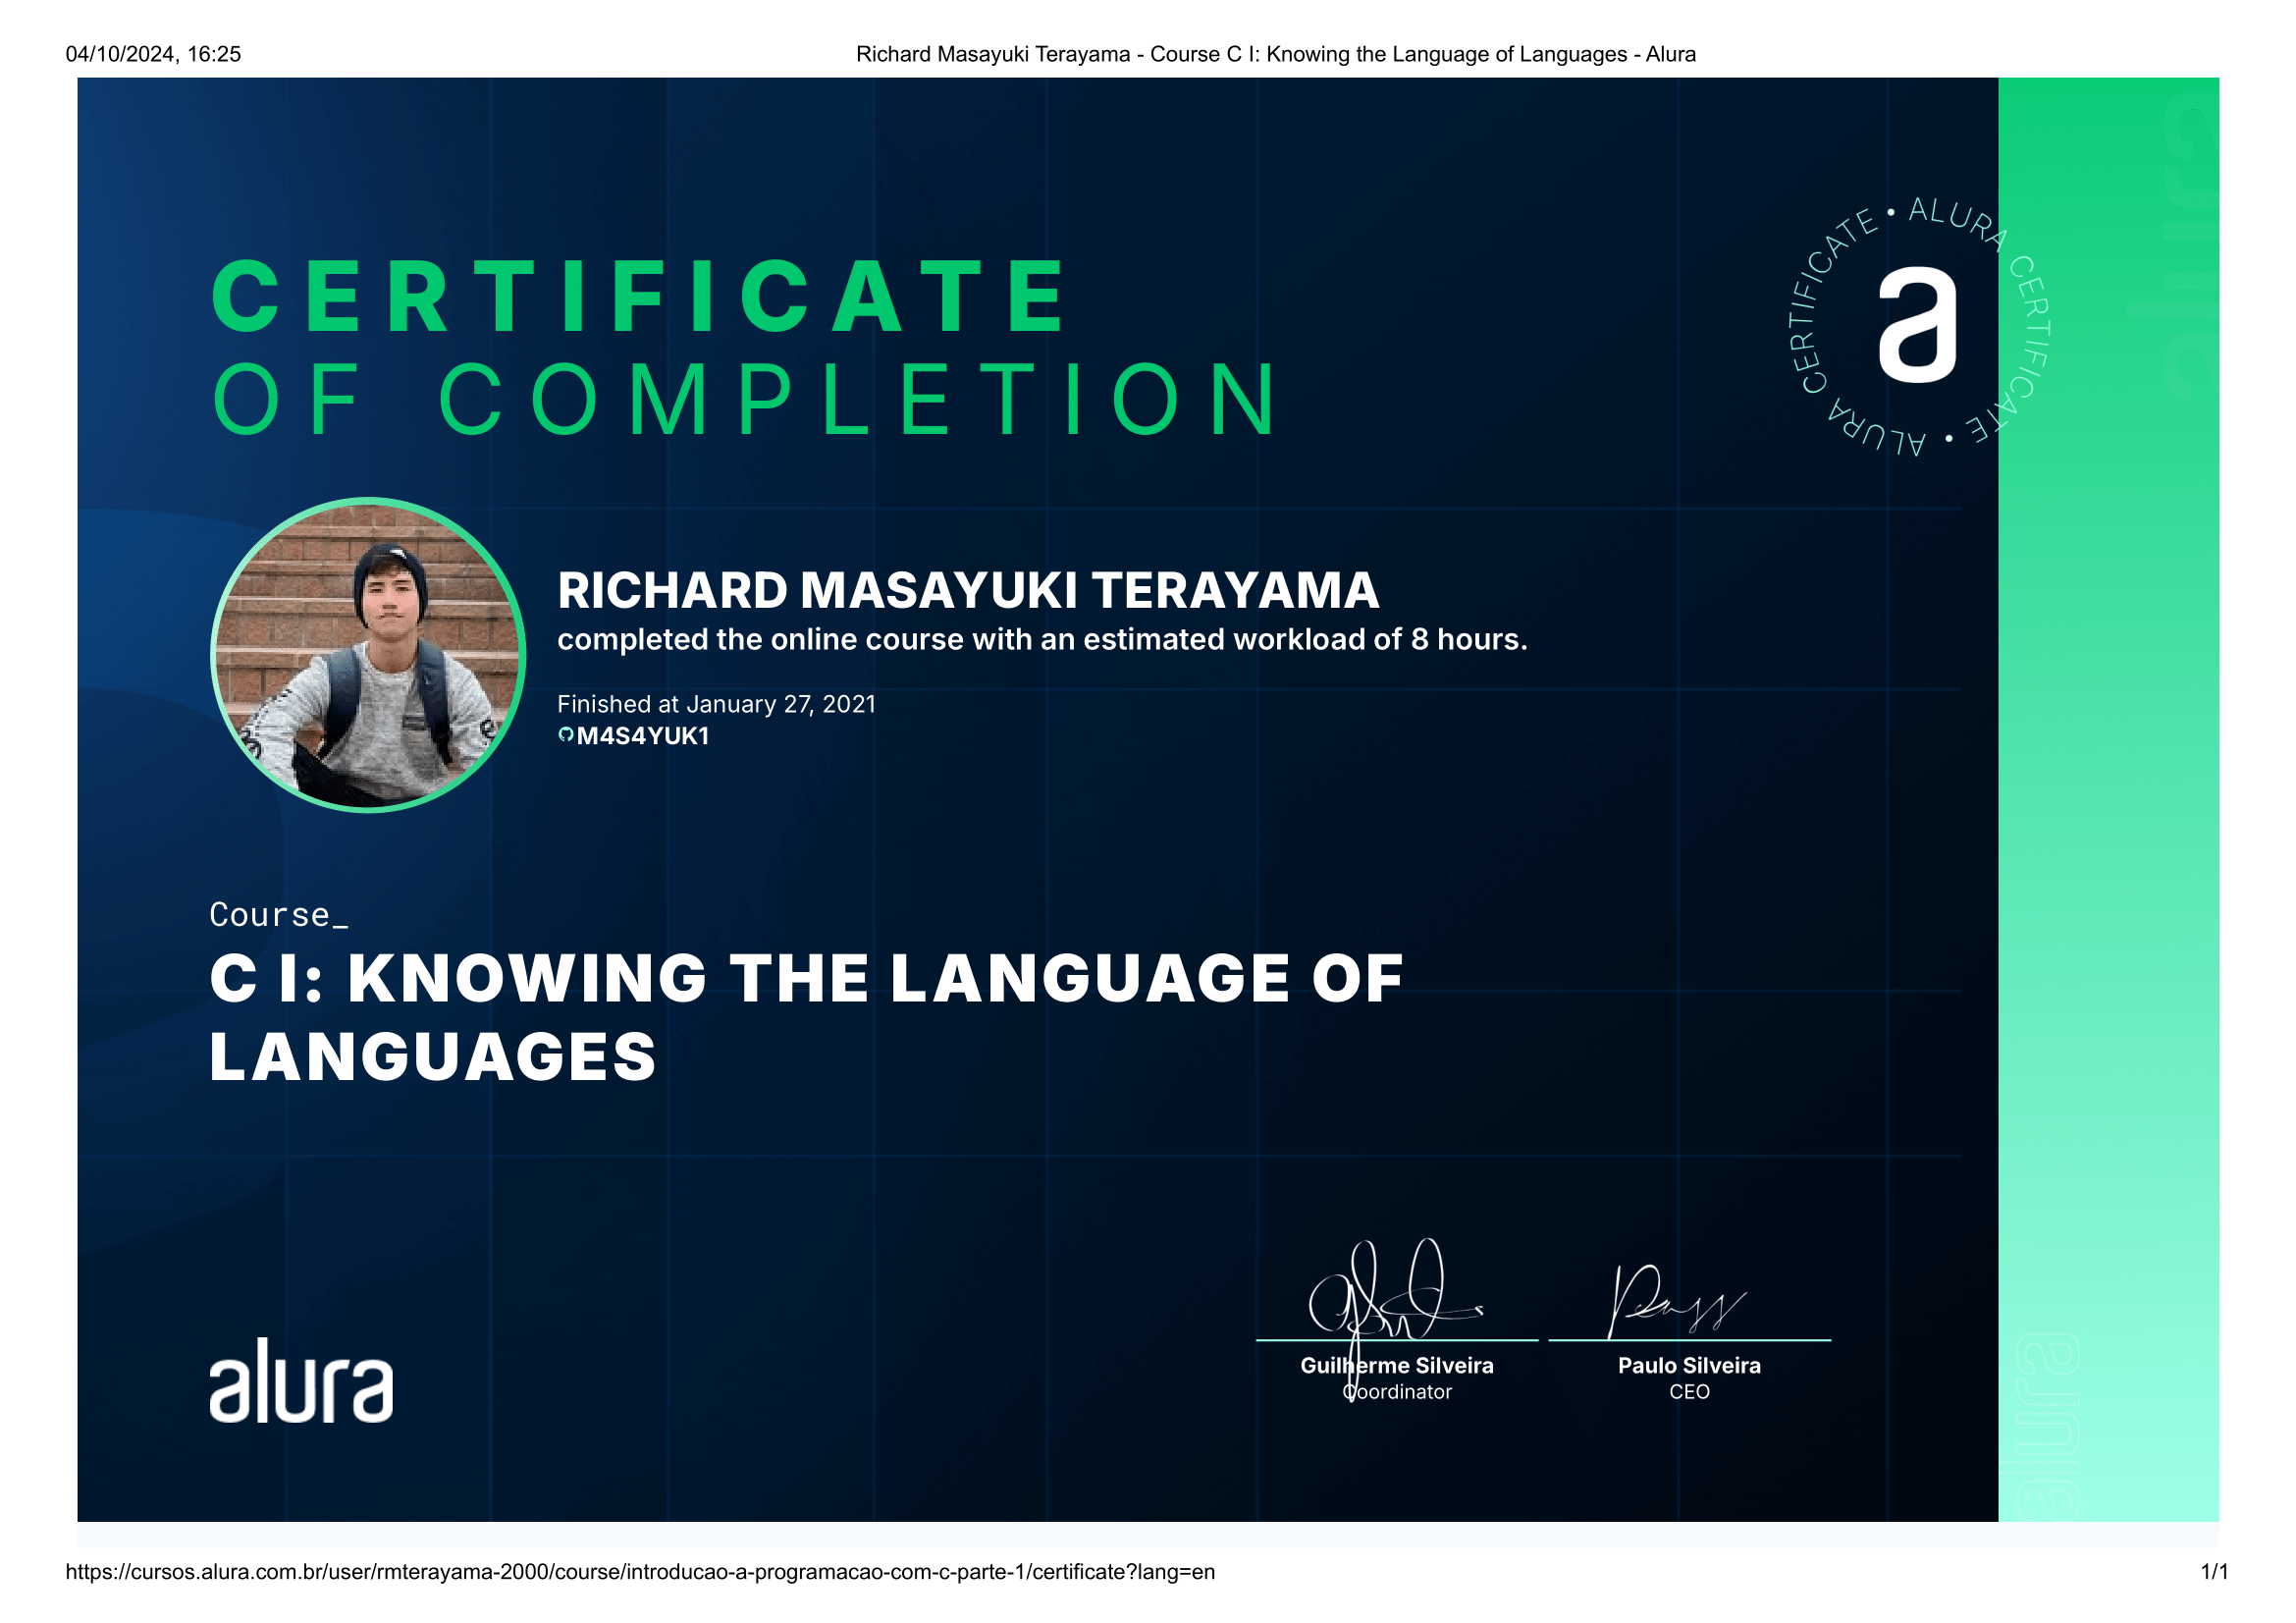 04/10/2024, 16:25
Richard Masayuki Terayama - Course C I: Knowing the Language of Languages - Alura
CERTIFICATE
OF COMPLETION
ALURA CERTIFICATE • ALURA CERTIFICATE •
a
RICHARD MASAYUKI TERAYAMA
completed the online course with an estimated workload of 8 hours.
Finished at January 27, 2021
M4S4YUK1
Course_
C I: KNOWING THE LANGUAGE OF
LANGUAGES
alura
Guilherme Silveira
Coordinator
Paulo Silveira
CEO
alura
alura
https://cursos.alura.com.br/user/rmterayama-2000/course/introducao-a-programacao-com-c-parte-1/certificate?lang=en
1/1